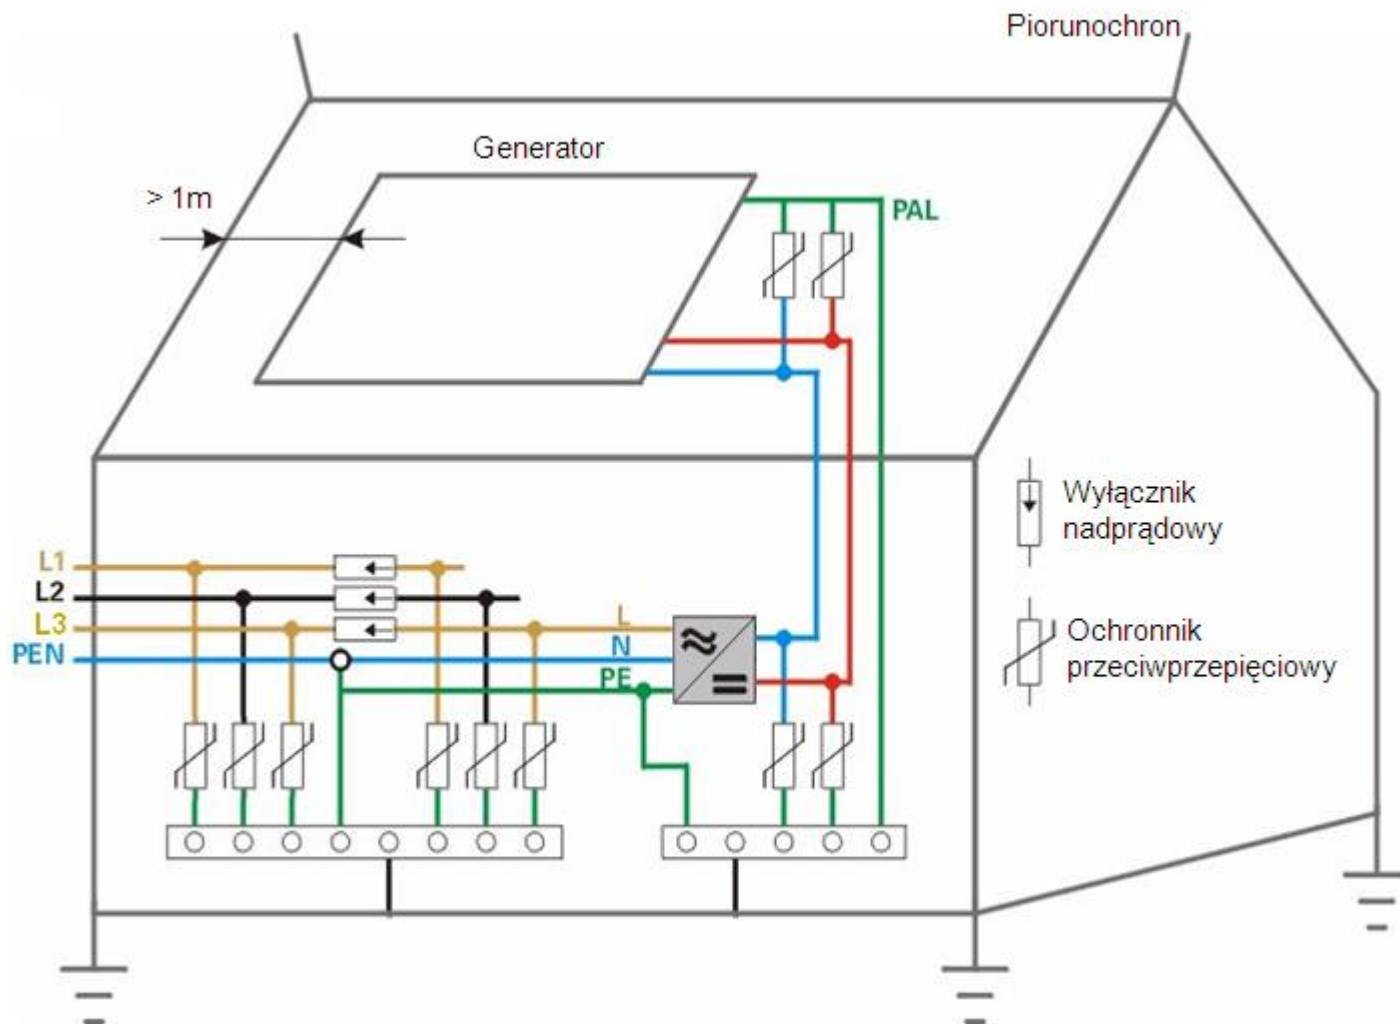 Piorunochron
Generator
> 1m
PAL
Wyłącznik
nadprądowy
L1
L2
L3
PEN
L
N
PE
Ochronnik
przeciwprzepięciowy